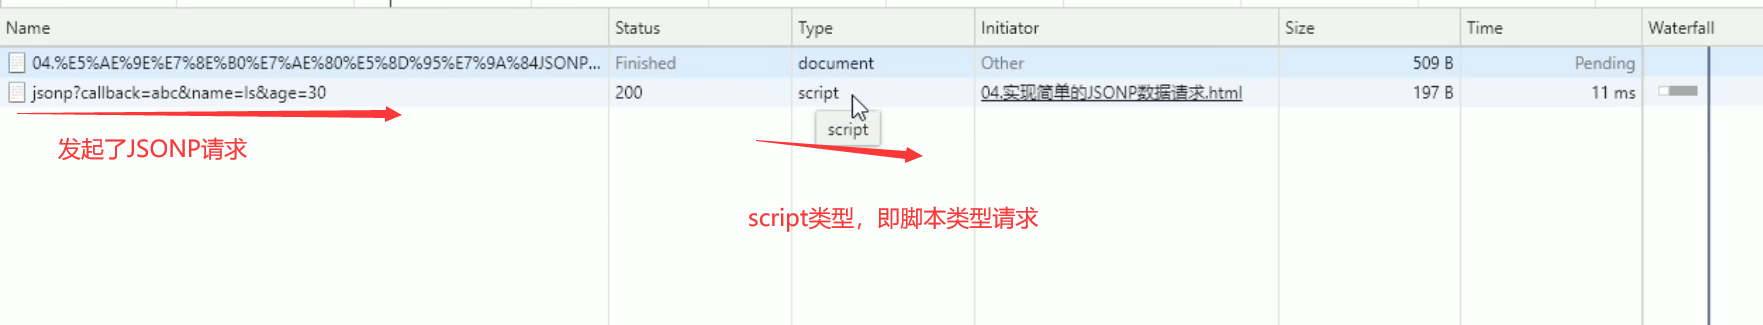 Name Status Type Initiator Size Time Waterfall
04.%E5%AE%9E%E7%8E%B0%E7%AE%80%E5%8D%95%E7%9A%84JSONP... Finished document Other 509 B Pending
jsonp?callback=abc&name=ls&age=30 200 script 04.实现简单的JSONP数据请求.html 197 B 11 ms
script
发起了JSONP请求
script类型，即脚本类型请求